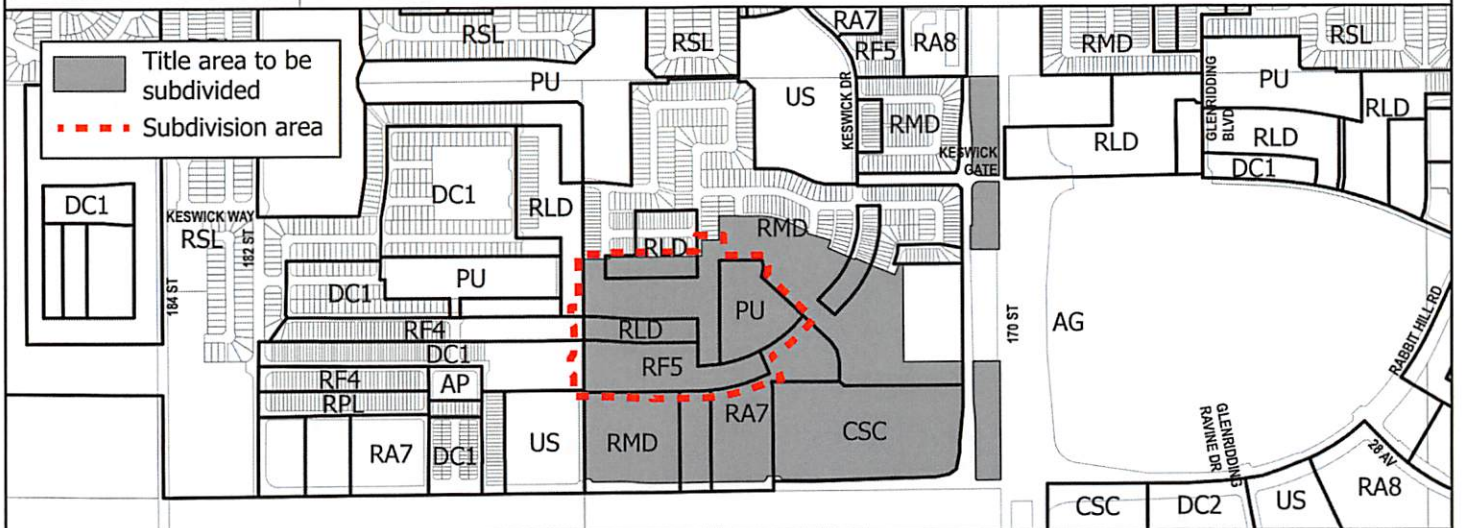 RSL
RSL
RA7
RF5
RA8
RMD
RSL
Title area to be
subdivided
Subdivision area
PU
US
KESWICK DR
RMD
KESWICK
GATE
RLD
GLENRIDDING
BLVD
PU
RLD
RLD
DC1
DC1
KESWICK WAY
RSL
182 ST
184 ST
DC1
RLD
RMD
RLD
PU
DC1
PU
170 ST
AG
RABBIT HILL RD
RF4
RLD
DC1
RF5
RF4
AP
RPL
RA7
DC1
US
RMD
RA7
CSC
GLENRIDDING
RAVINE DR
28 AV
CSC
DC2
US
RA8